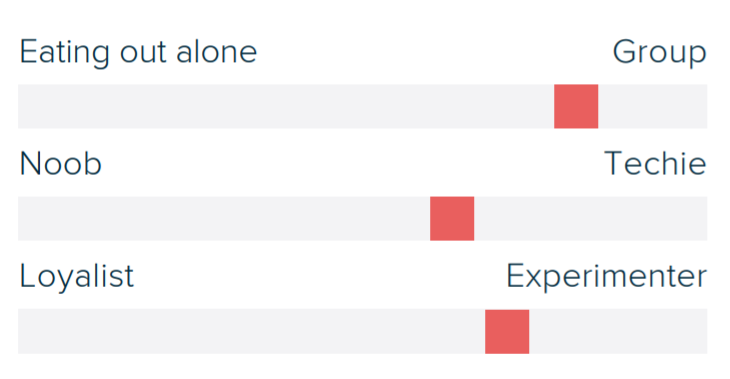 Eating out alone Group
Noob Techie
Loyalist Experimenter